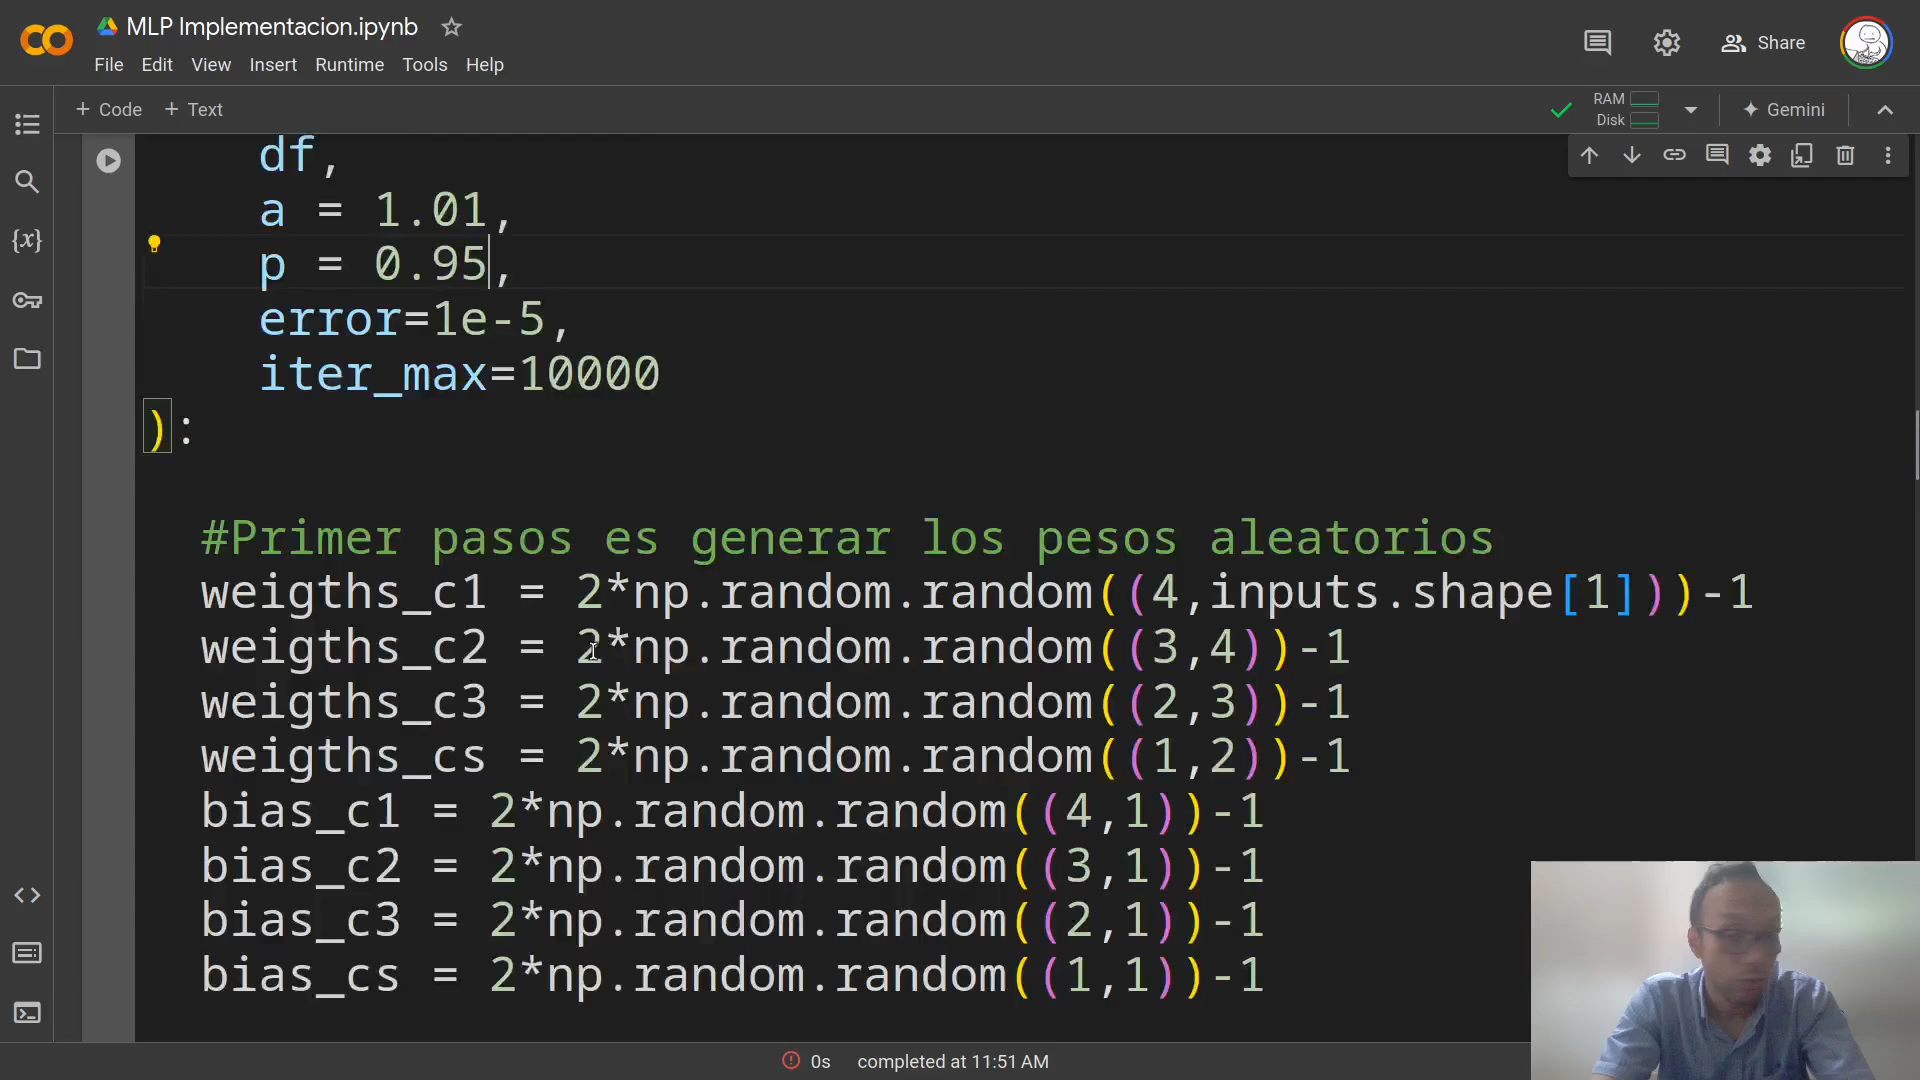 MLP Implementacion.ipynb
File Edit View Insert Runtime Tools Help
Share
+ Code + Text
RAM
Disk
Gemini
df,
a = 1.01,
p = 0.95,
error=1e-5,
iter_max=10000
):
#Primer pasos es generar los pesos aleatorios
weigths_c1 = 2*np.random.random((4,inputs.shape[1]))-1
weigths_c2 = 2*np.random.random((3,4))-1
weigths_c3 = 2*np.random.random((2,3))-1
weigths_cs = 2*np.random.random((1,2))-1
bias_c1 = 2*np.random.random((4,1))-1
bias_c2 = 2*np.random.random((3,1))-1
bias_c3 = 2*np.random.random((2,1))-1
bias_cs = 2*np.random.random((1,1))-1
0s completed at 11:51 AM